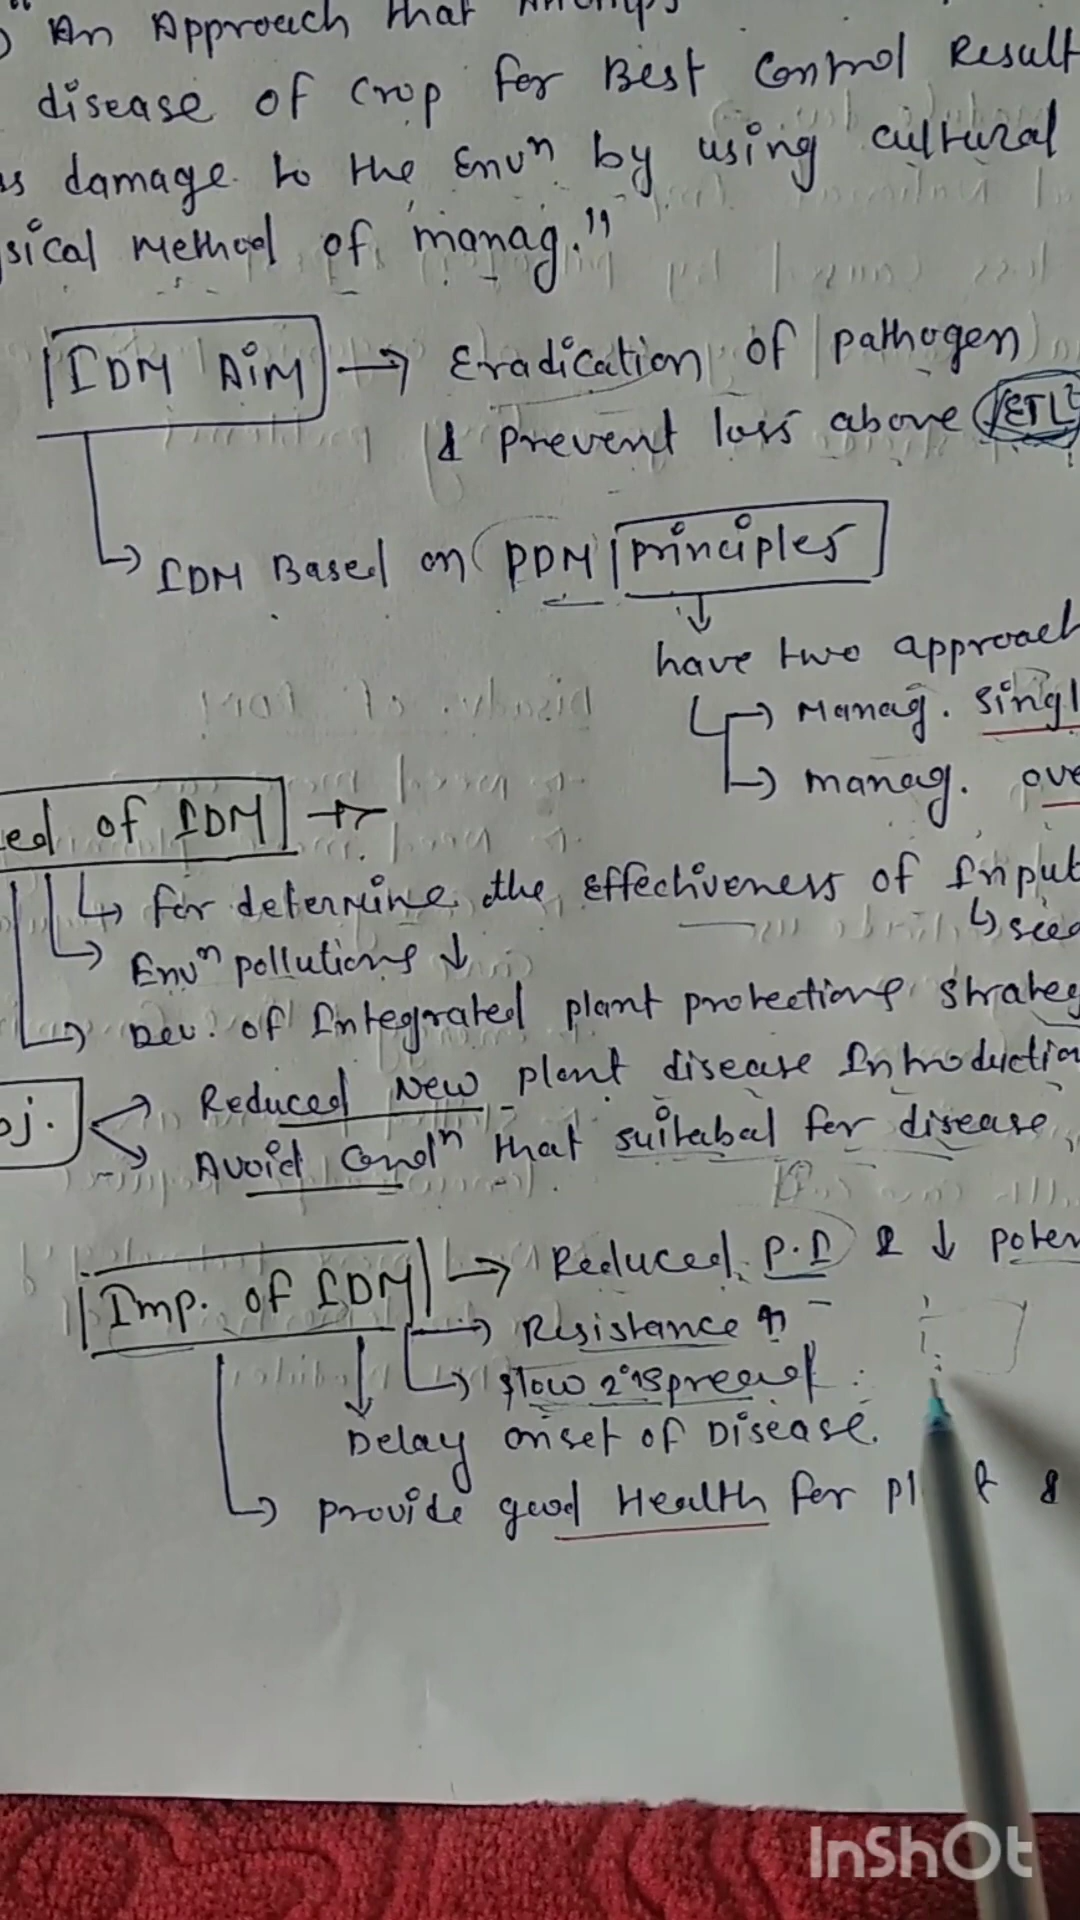 An Approach that
disease of Crop for Best Control Result
damage to the Envⁿ by using cultural
sical Method of manag."
IDM AiM → Eradication of pathogen
& prevent loss above ETL
↳ IDM Based on PDM principles
have two approach
↳ Manag. singl
↳ manag. ove
ed of IDM →
↳ for determine the effectiveness of Input
↳ seed
→ Envⁿ pollutions ↓
→ Dev. of Integrated plant protections strateg
oj. → Reduced New plant disease Introduction
→ Avoid Condⁿ that suitabal for disease
Imp. of IDM → Reduced P.I & ↓ poten
→ Resistance ↑
→ slow 2° spread
Delay onset of Disease.
→ provide good Health for pl t &
InShOt